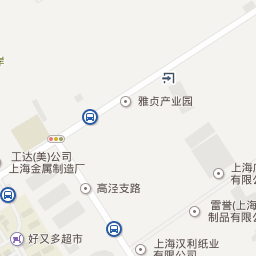 雅贞产业园
工达(美)公司
上海金属制造厂
高泾支路
上海
有限公
雷誉(上海
制品有限
好又多超市
上海汉利纸业
有限公司